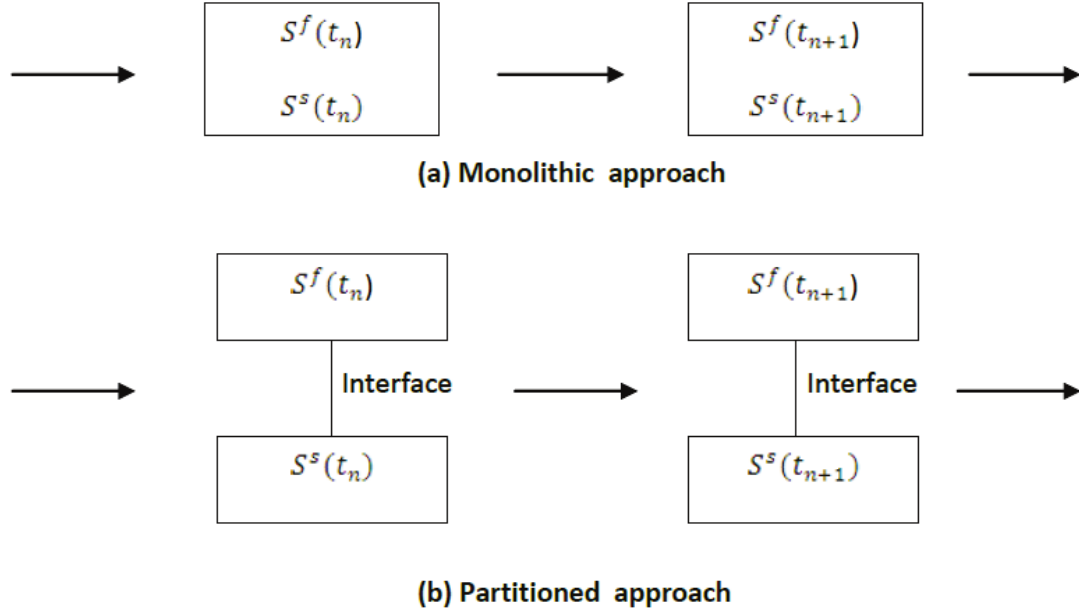 S^f(t_n) S^f(t_{n+1})
S^s(t_n) S^s(t_{n+1})
(a) Monolithic approach
S^f(t_n) S^f(t_{n+1})
Interface Interface
S^s(t_n) S^s(t_{n+1})
(b) Partitioned approach